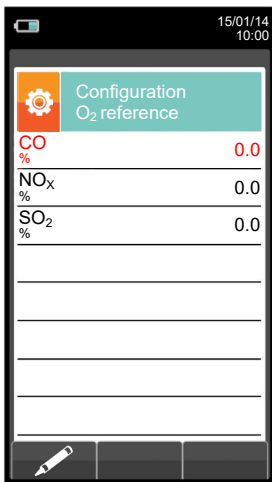 15/01/14
10:00
Configuration
O₂ reference
CO
%
0.0
NOₓ
%
0.0
SO₂
%
0.0